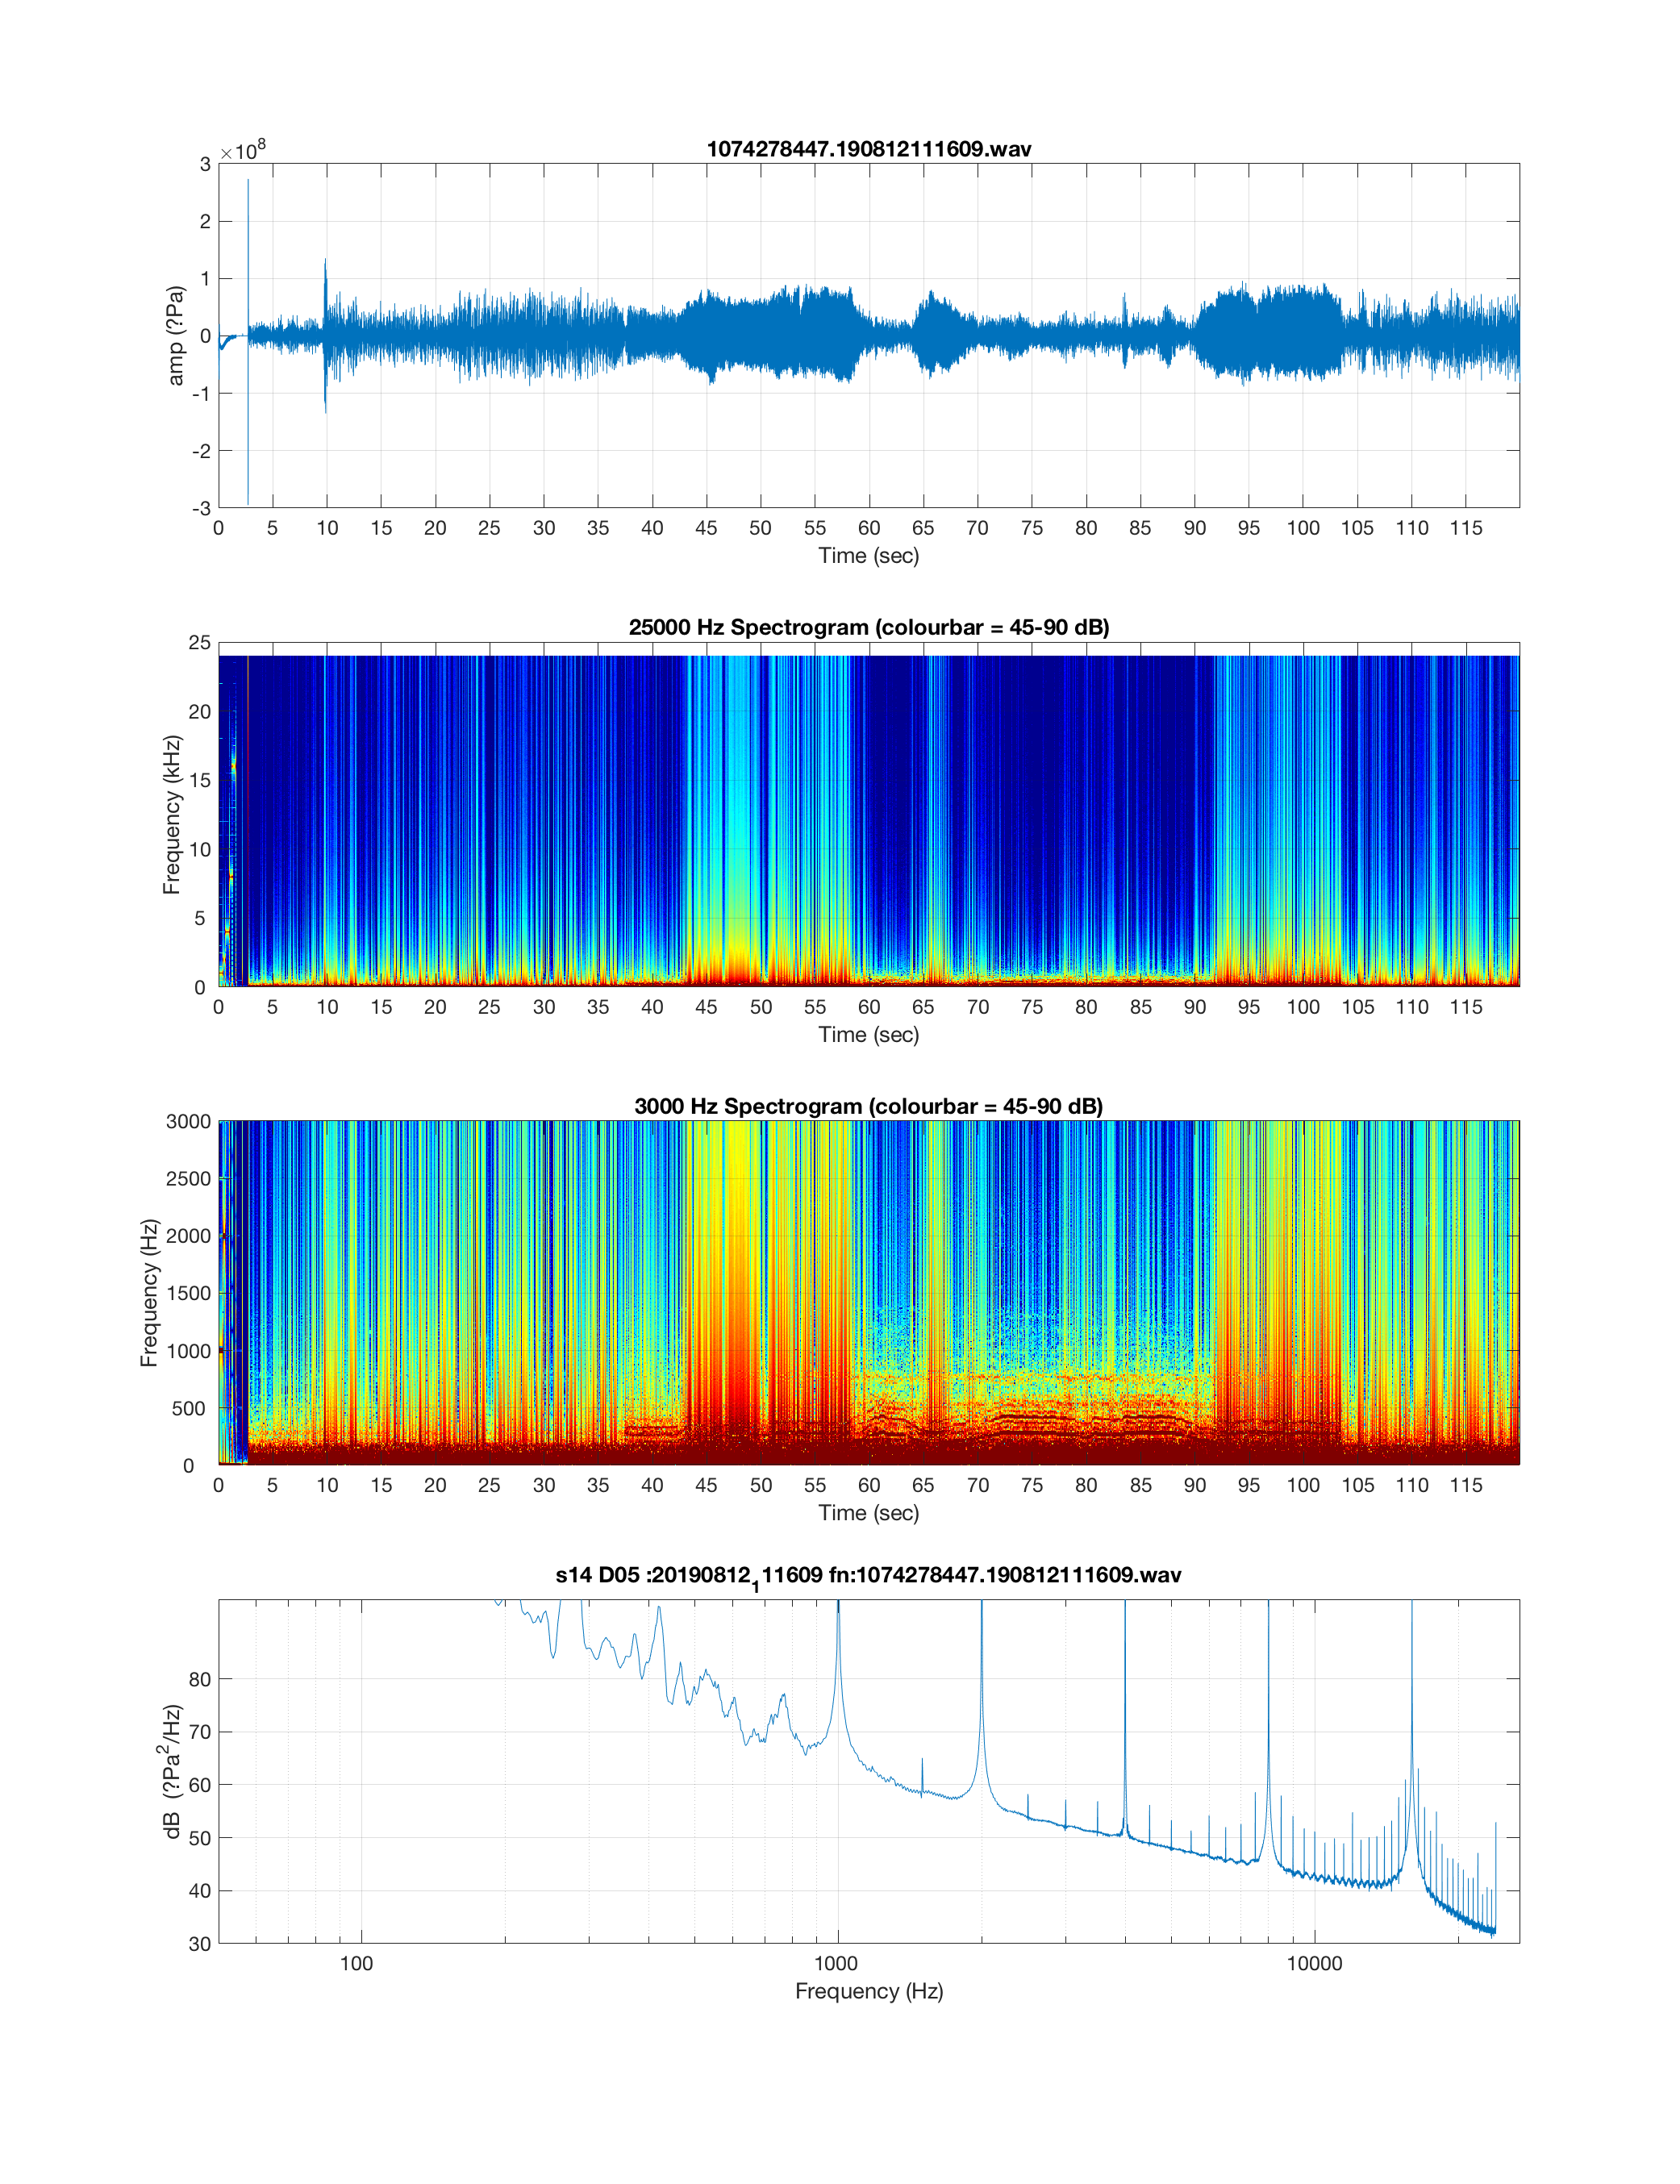 1074278447.190812111609.wav
×10^8
3
2
1
0
-1
-2
-3
amp (?Pa)
0 5 10 15 20 25 30 35 40 45 50 55 60 65 70 75 80 85 90 95 100 105 110 115
Time (sec)
25000 Hz Spectrogram (colourbar = 45-90 dB)
25
20
15
10
5
0
Frequency (kHz)
0 5 10 15 20 25 30 35 40 45 50 55 60 65 70 75 80 85 90 95 100 105 110 115
Time (sec)
3000 Hz Spectrogram (colourbar = 45-90 dB)
3000
2500
2000
1500
1000
500
0
Frequency (Hz)
0 5 10 15 20 25 30 35 40 45 50 55 60 65 70 75 80 85 90 95 100 105 110 115
Time (sec)
s14 D05 :20190812_111609 fn:1074278447.190812111609.wav
80
70
60
50
40
30
dB (?Pa²/Hz)
100 1000 10000
Frequency (Hz)